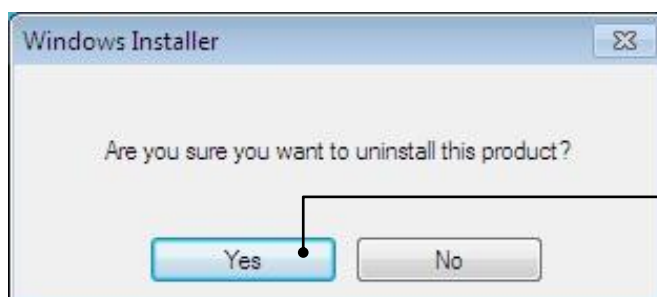 Windows Installer
Are you sure you want to uninstall this product?
Yes No